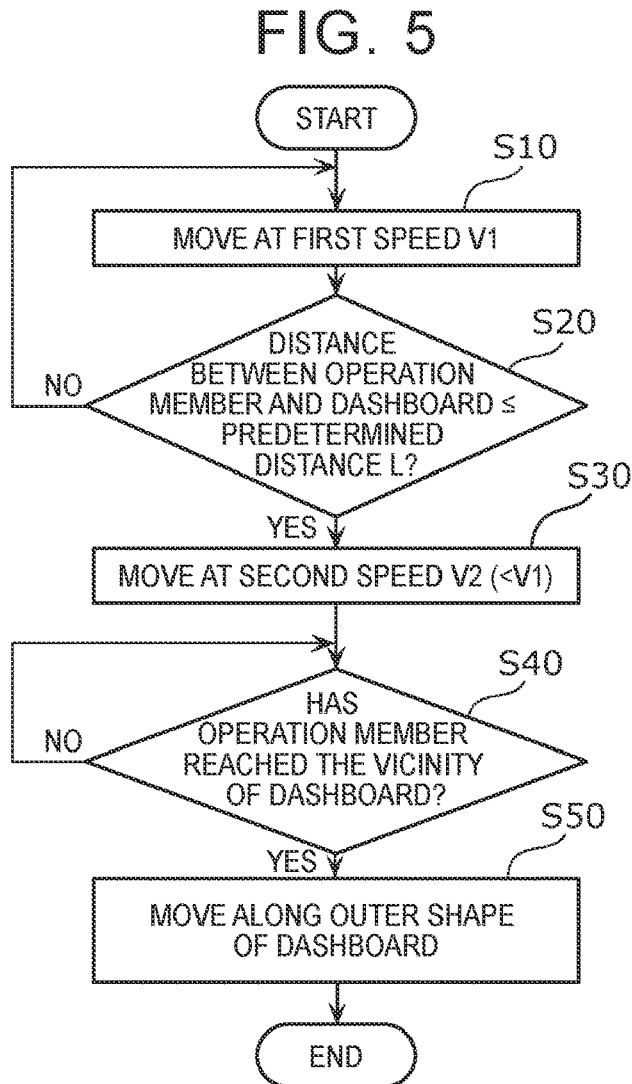 FIG. 5
START
S10
MOVE AT FIRST SPEED V1
S20
DISTANCE
BETWEEN OPERATION
MEMBER AND DASHBOARD ≤
PREDETERMINED
DISTANCE L?
NO
YES
S30
MOVE AT SECOND SPEED V2 (<V1)
S40
HAS
OPERATION MEMBER
REACHED THE VICINITY
OF DASHBOARD?
NO
YES
S50
MOVE ALONG OUTER SHAPE
OF DASHBOARD
END